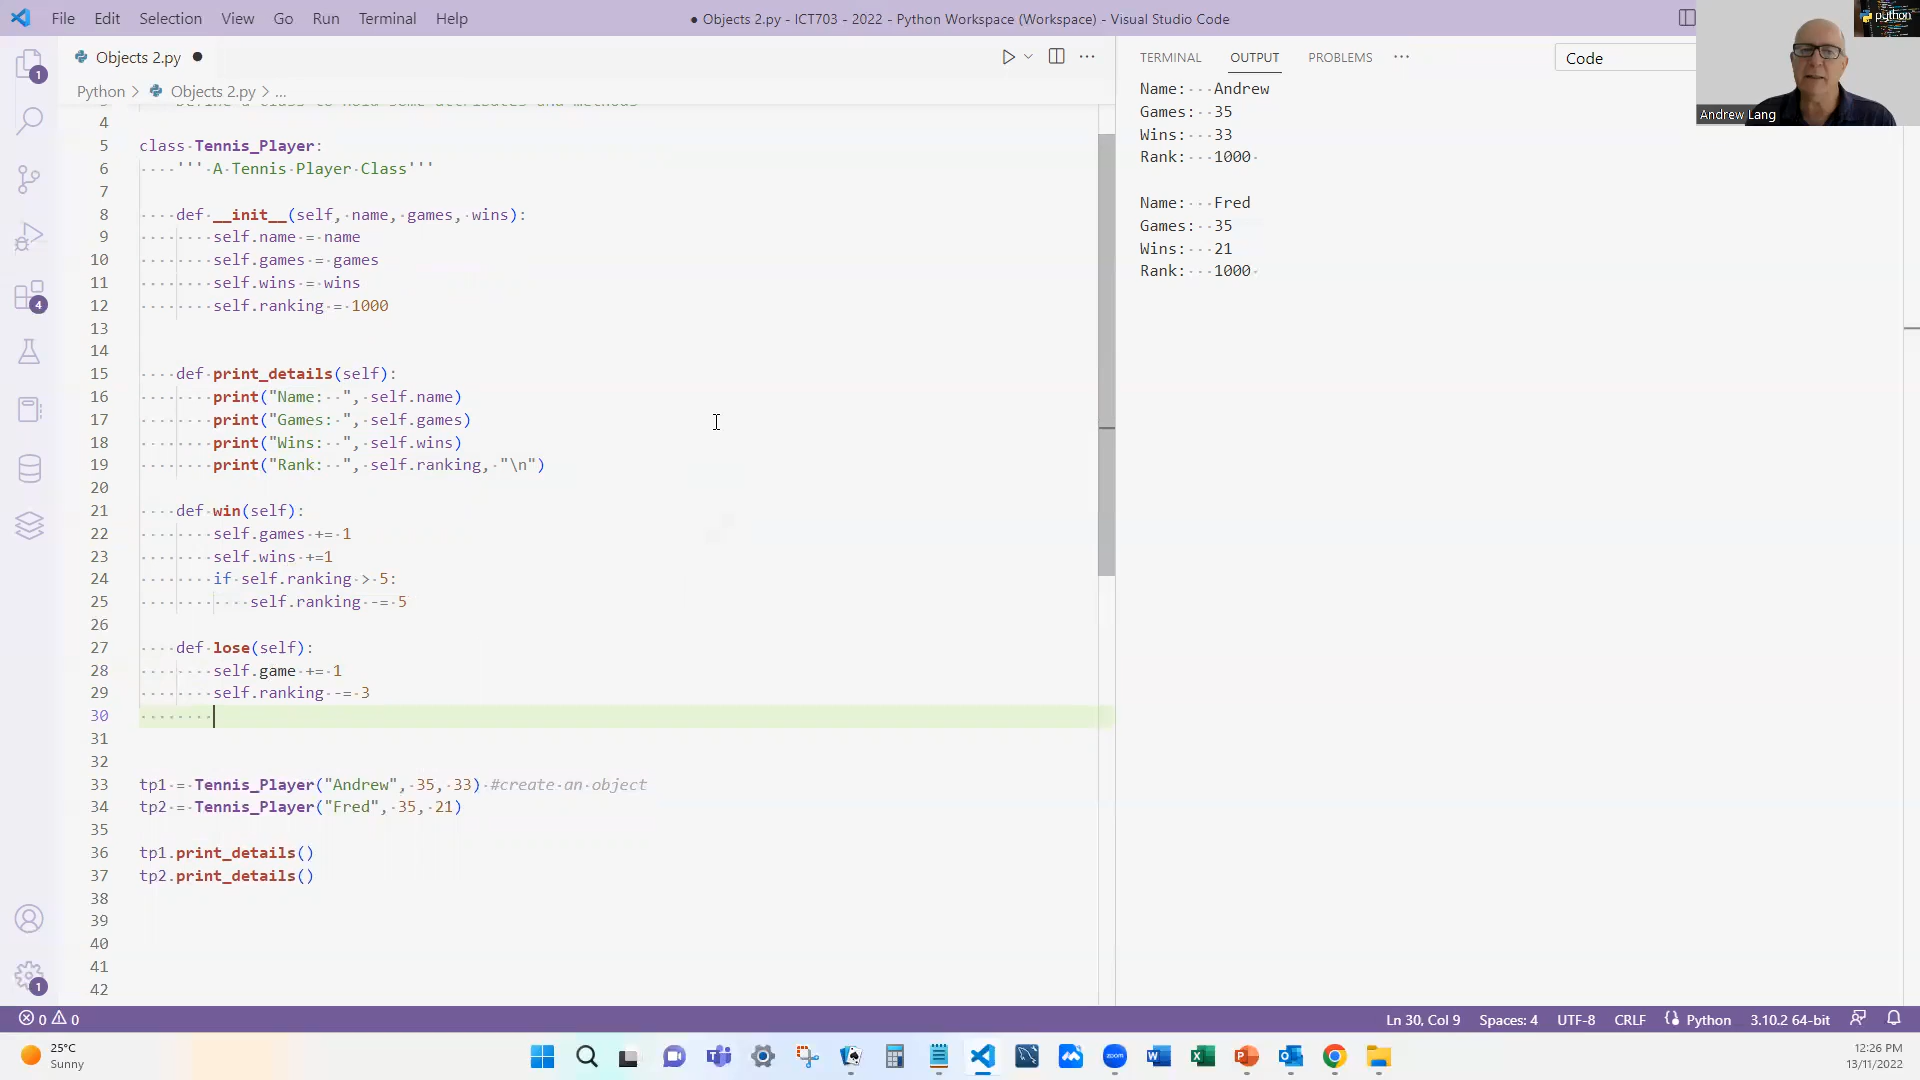 File Edit Selection View Go Run Terminal Help
● Objects 2.py - ICT703 - 2022 - Python Workspace (Workspace) - Visual Studio Code
python
Andrew Lang
Objects 2.py
Python > Objects 2.py > ...
TERMINAL OUTPUT PROBLEMS ...
Code
4
5 class Tennis_Player:
6 ''' A Tennis Player Class'''
7
8 def __init__(self, name, games, wins):
9 self.name = name
10 self.games = games
11 self.wins = wins
12 self.ranking = 1000
13
14
15 def print_details(self):
16 print("Name:  ", self.name)
17 print("Games: ", self.games)
18 print("Wins:  ", self.wins)
19 print("Rank:  ", self.ranking, "\n")
20
21 def win(self):
22 self.games += 1
23 self.wins +=1
24 if self.ranking > 5:
25 self.ranking -= 5
26
27 def lose(self):
28 self.game += 1
29 self.ranking -= 3
30
31
32
33 tp1 = Tennis_Player("Andrew", 35, 33) #create an object
34 tp2 = Tennis_Player("Fred", 35, 21)
35
36 tp1.print_details()
37 tp2.print_details()
38
39
40
41
42
Name:   Andrew
Games:  35
Wins:   33
Rank:   1000
Name:   Fred
Games:  35
Wins:   21
Rank:   1000
1
4
1
0 0
Ln 30, Col 9 Spaces: 4 UTF-8 CRLF Python 3.10.2 64-bit
25°C
Sunny
zoom
12:26 PM
13/11/2022